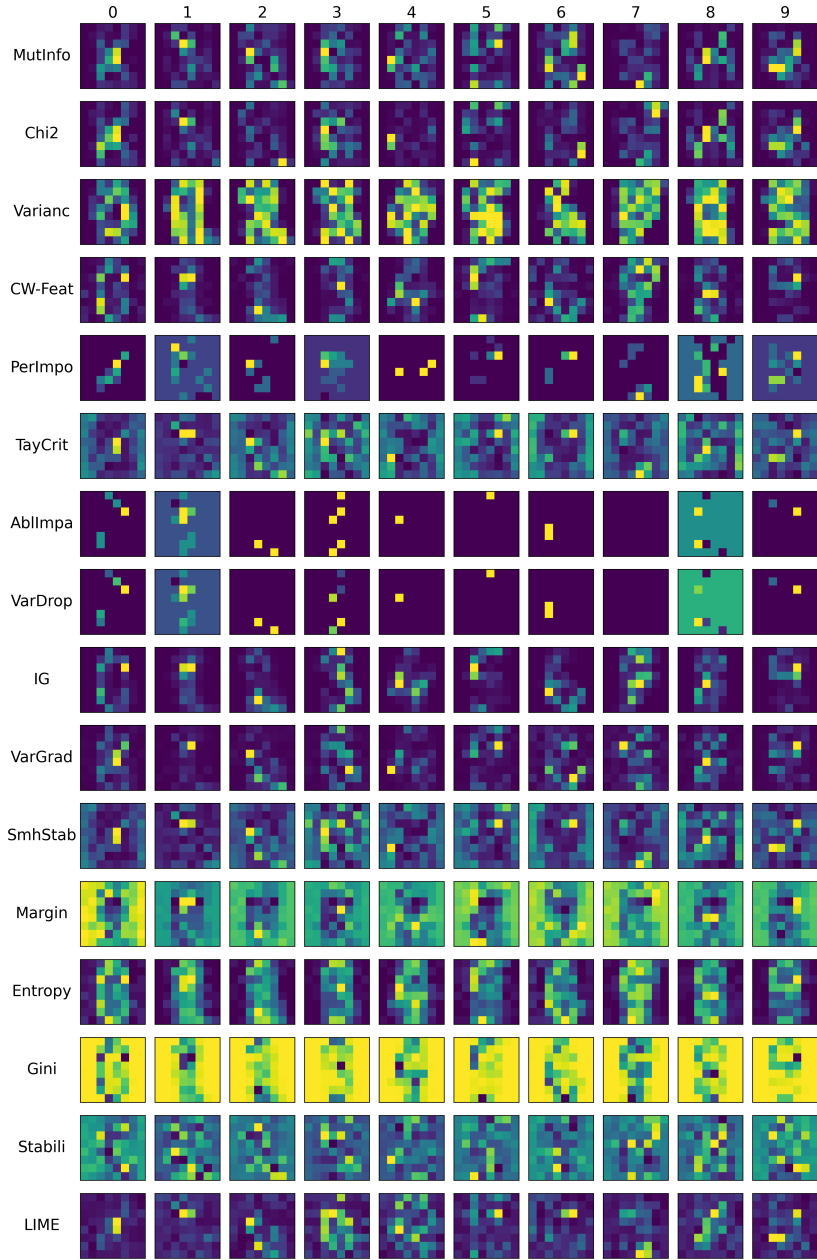 0 1 2 3 4 5 6 7 8 9
MutInfo
Chi2
Varianc
CW-Feat
PerImpo
TayCrit
AblImpa
VarDrop
IG
VarGrad
SmhStab
Margin
Entropy
Gini
Stabili
LIME